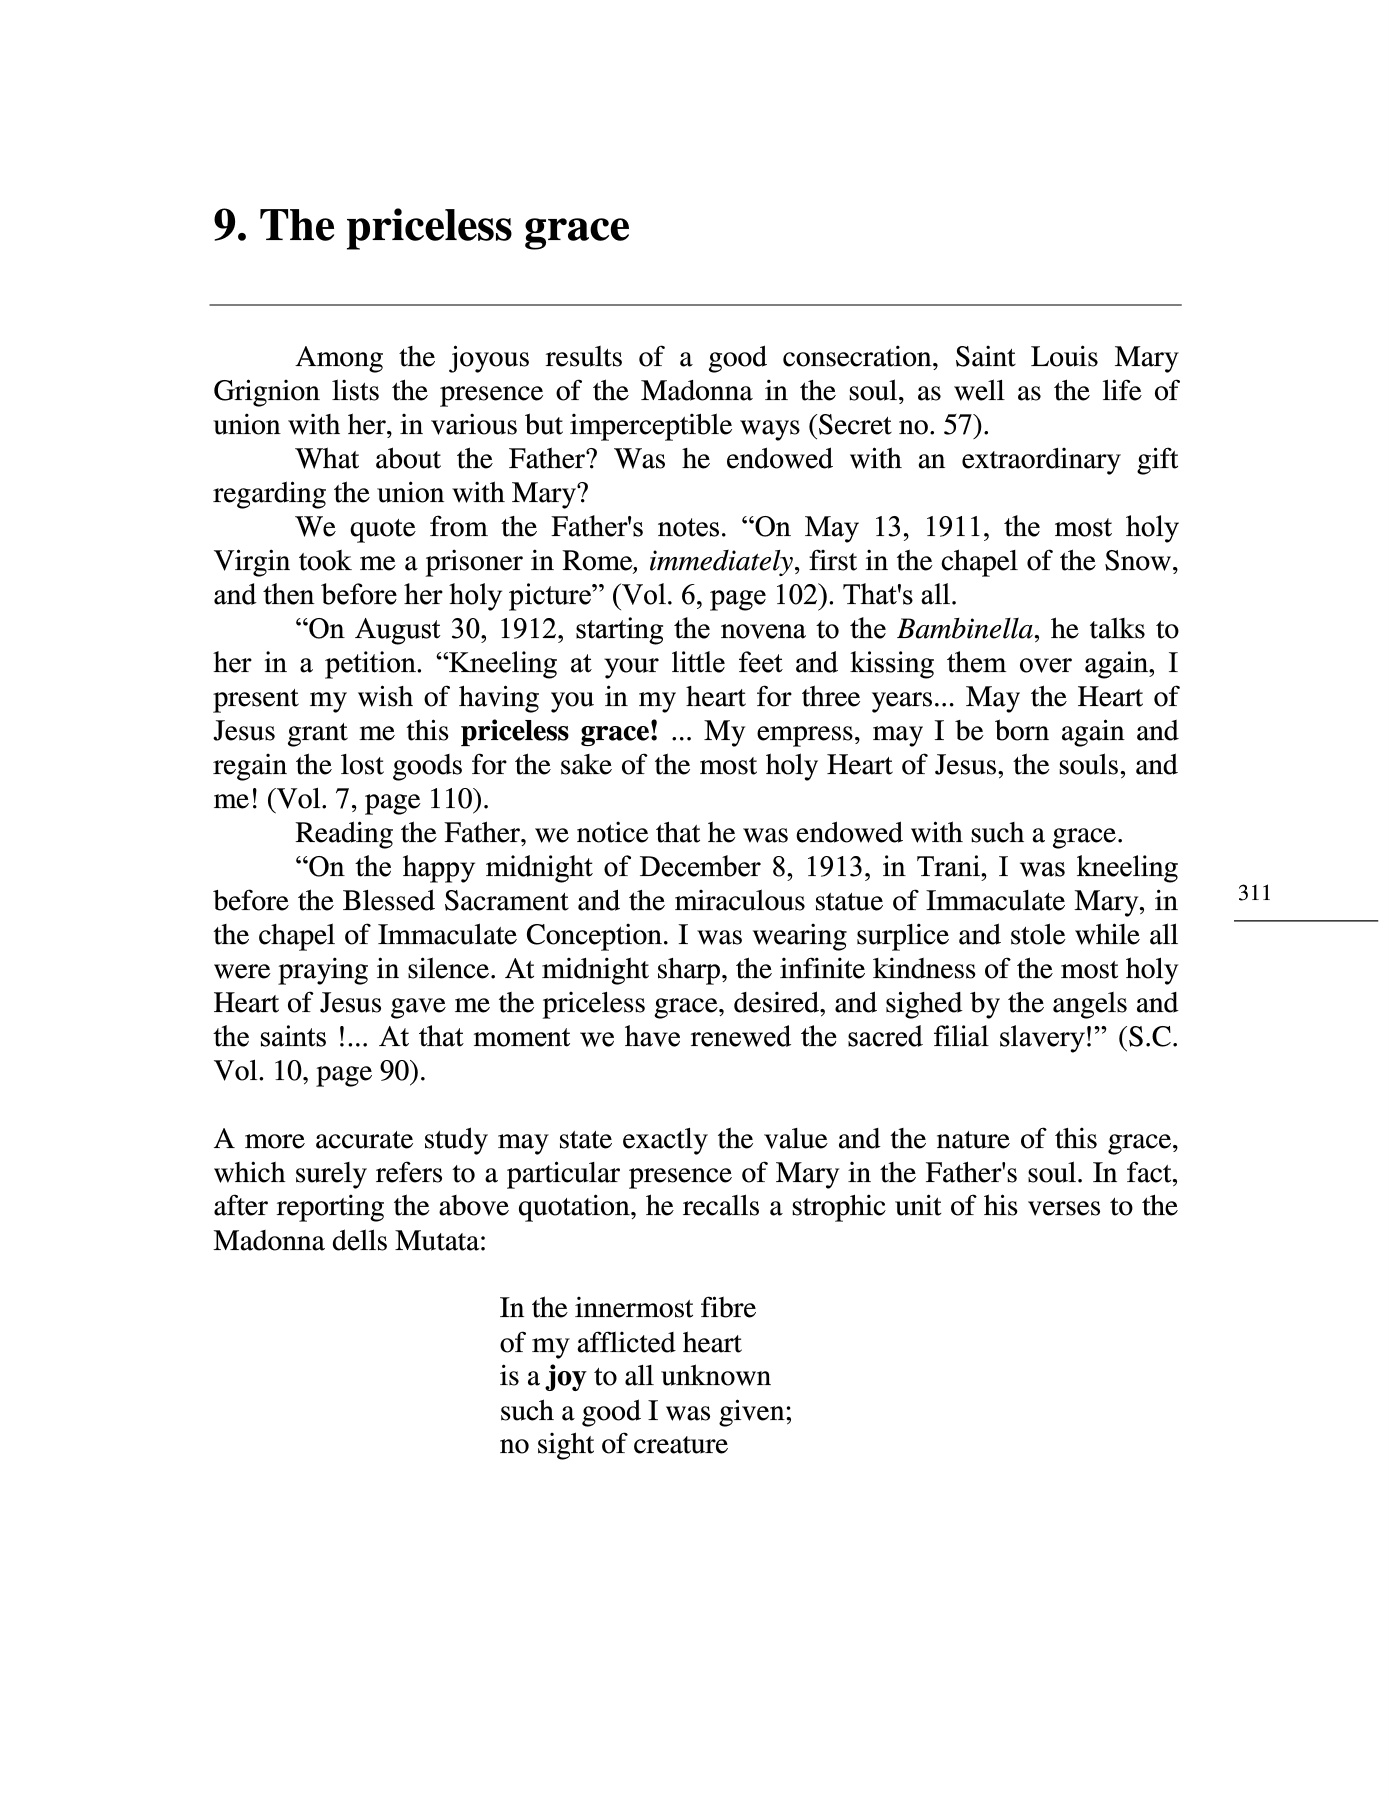 9. The priceless grace
Among the joyous results of a good consecration, Saint Louis Mary
Grignion lists the presence of the Madonna in the soul, as well as the life of
union with her, in various but imperceptible ways (Secret no. 57).
What about the Father? Was he endowed with an extraordinary gift
regarding the union with Mary?
We quote from the Father's notes. “On May 13, 1911, the most holy
Virgin took me a prisoner in Rome, immediately, first in the chapel of the Snow,
and then before her holy picture” (Vol. 6, page 102). That's all.
“On August 30, 1912, starting the novena to the Bambinella, he talks to
her in a petition. “Kneeling at your little feet and kissing them over again, I
present my wish of having you in my heart for three years... May the Heart of
Jesus grant me this priceless grace! ... My empress, may I be born again and
regain the lost goods for the sake of the most holy Heart of Jesus, the souls, and
me! (Vol. 7, page 110).
Reading the Father, we notice that he was endowed with such a grace.
“On the happy midnight of December 8, 1913, in Trani, I was kneeling
before the Blessed Sacrament and the miraculous statue of Immaculate Mary, in
the chapel of Immaculate Conception. I was wearing surplice and stole while all
were praying in silence. At midnight sharp, the infinite kindness of the most holy
Heart of Jesus gave me the priceless grace, desired, and sighed by the angels and
the saints !... At that moment we have renewed the sacred filial slavery!” (S.C.
Vol. 10, page 90).
311
A more accurate study may state exactly the value and the nature of this grace,
which surely refers to a particular presence of Mary in the Father's soul. In fact,
after reporting the above quotation, he recalls a strophic unit of his verses to the
Madonna dells Mutata:
In the innermost fibre
of my afflicted heart
is a joy to all unknown
such a good I was given;
no sight of creature